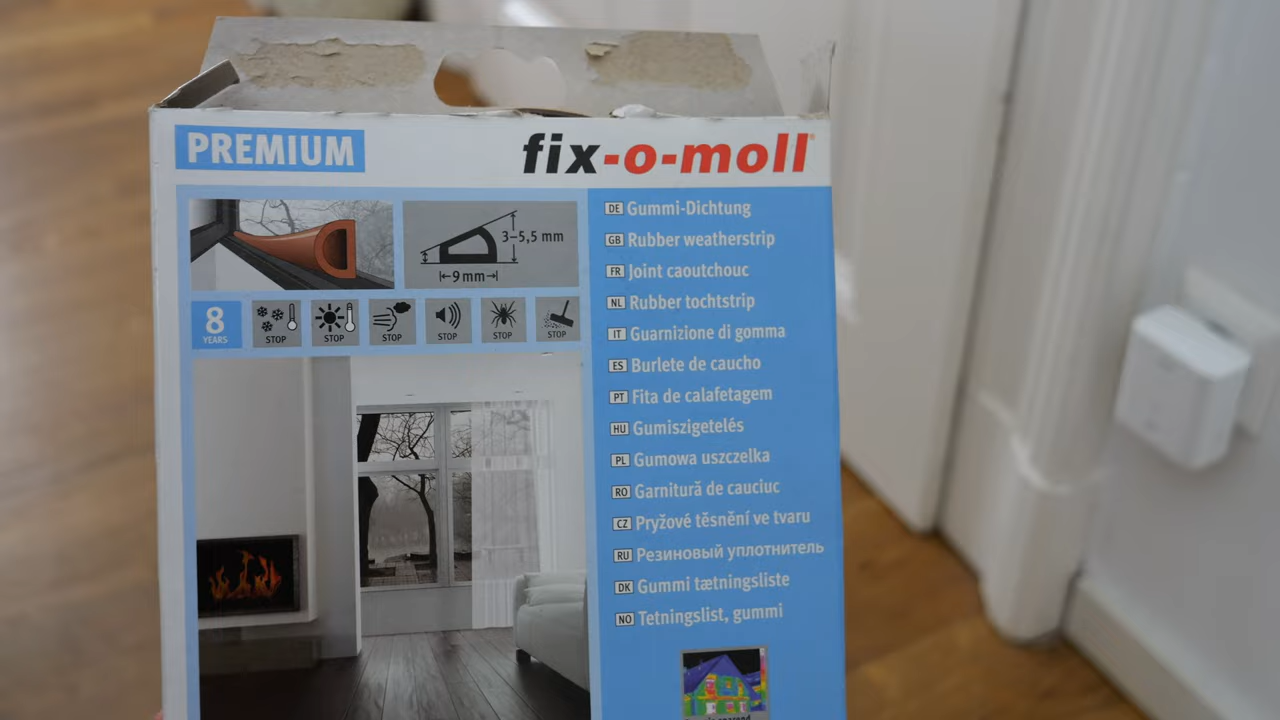 PREMIUM
fix-o-moll
3–5,5 mm
9 mm
8
YEARS
STOP
STOP
STOP
STOP
STOP
STOP
DE Gummi-Dichtung
GB Rubber weatherstrip
FR Joint caoutchouc
NL Rubber tochtstrip
IT Guarnizione di gomma
ES Burlete de caucho
PT Fita de calafetagem
HU Gumiszigetelés
PL Gumowa uszczelka
RO Garnitură de cauciuc
CZ Pryžové těsnění ve tvaru
RU Резиновый уплотнитель
DK Gummi tætningsliste
NO Tetningslist, gummi